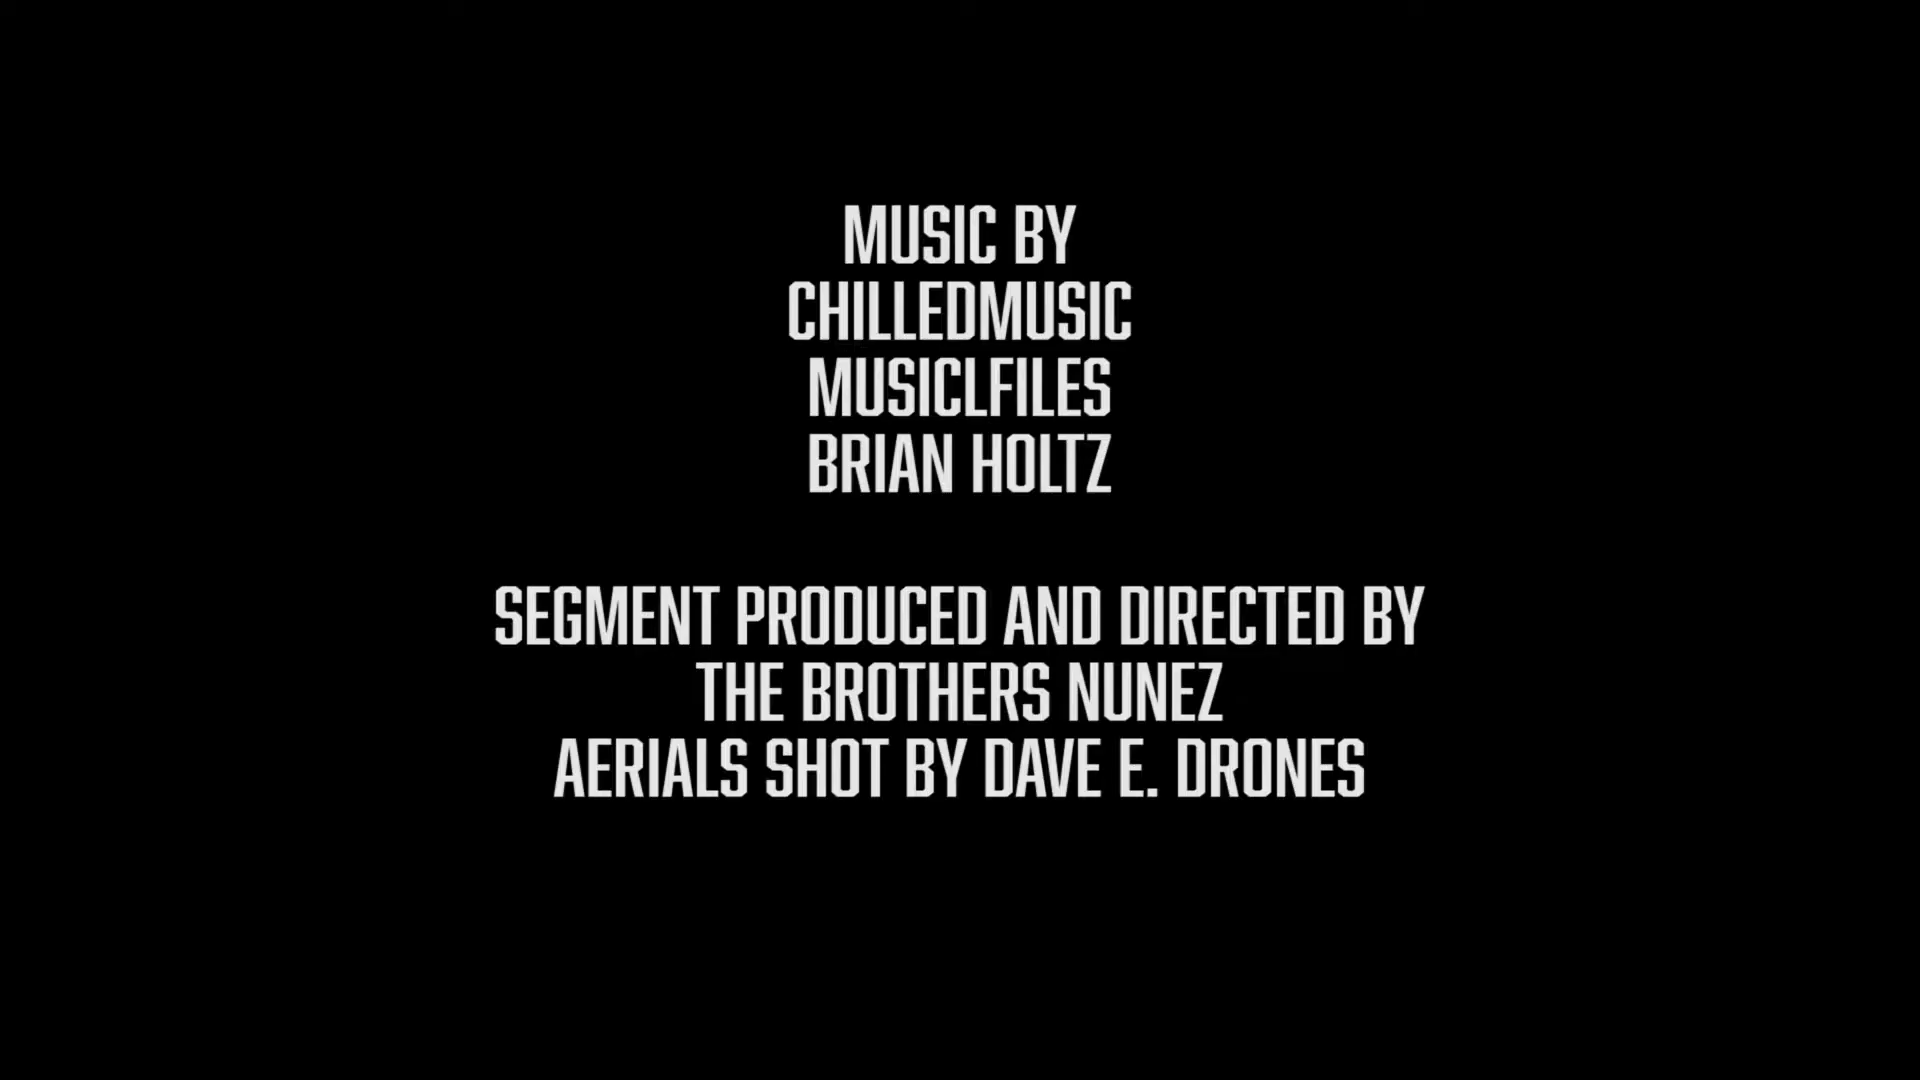 MUSIC BY
CHILLEDMUSIC
MUSICLFILES
BRIAN HOLTZ
SEGMENT PRODUCED AND DIRECTED BY
THE BROTHERS NUNEZ
AERIALS SHOT BY DAVE E. DRONES